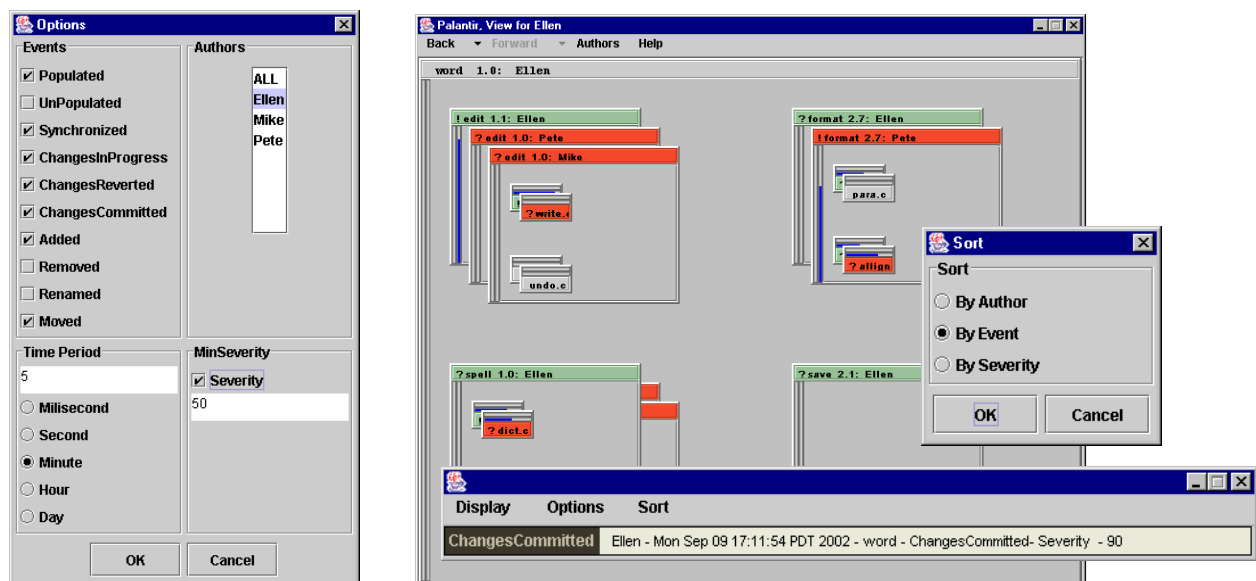 Options
Events
Populated
UnPopulated
Synchronized
ChangesInProgress
ChangesReverted
ChangesCommitted
Added
Removed
Renamed
Moved
Authors
ALL
Ellen
Mike
Pete
Time Period
5
Milisecond
Second
Minute
Hour
Day
MinSeverity
Severity
50
OK Cancel
Palantir, View for Ellen
Back Forward Authors Help
word 1.0: Ellen
! edit 1.1: Ellen
? edit 1.0: Pete
? edit 1.0: Mike
? write.c
undo.c
? format 2.7: Ellen
! format 2.7: Pete
para.c
? allign
? spell 1.0: Ellen
? dict.c
? save 2.1: Ellen
Sort
Sort
By Author
By Event
By Severity
OK Cancel
Display Options Sort
ChangesCommitted Ellen - Mon Sep 09 17:11:54 PDT 2002 - word - ChangesCommitted- Severity - 90